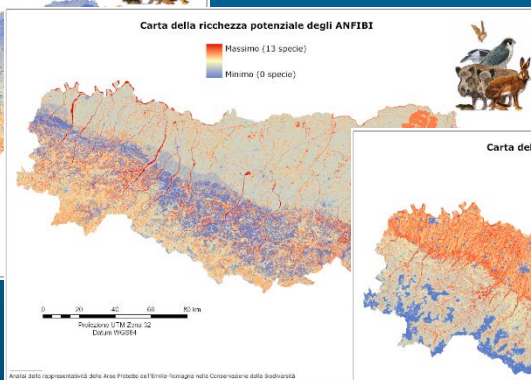 Carta della ricchezza potenziale degli ANFIBI
Massimo (13 specie)
Minimo (0 specie)
0 20 40 60 80 km
Proiezione UTM Zona 32
Datum WGS84
Analisi della rappresentatività delle Aree Protette dell'Emilia-Romagna nella Conservazione della Biodiversità
Carta del